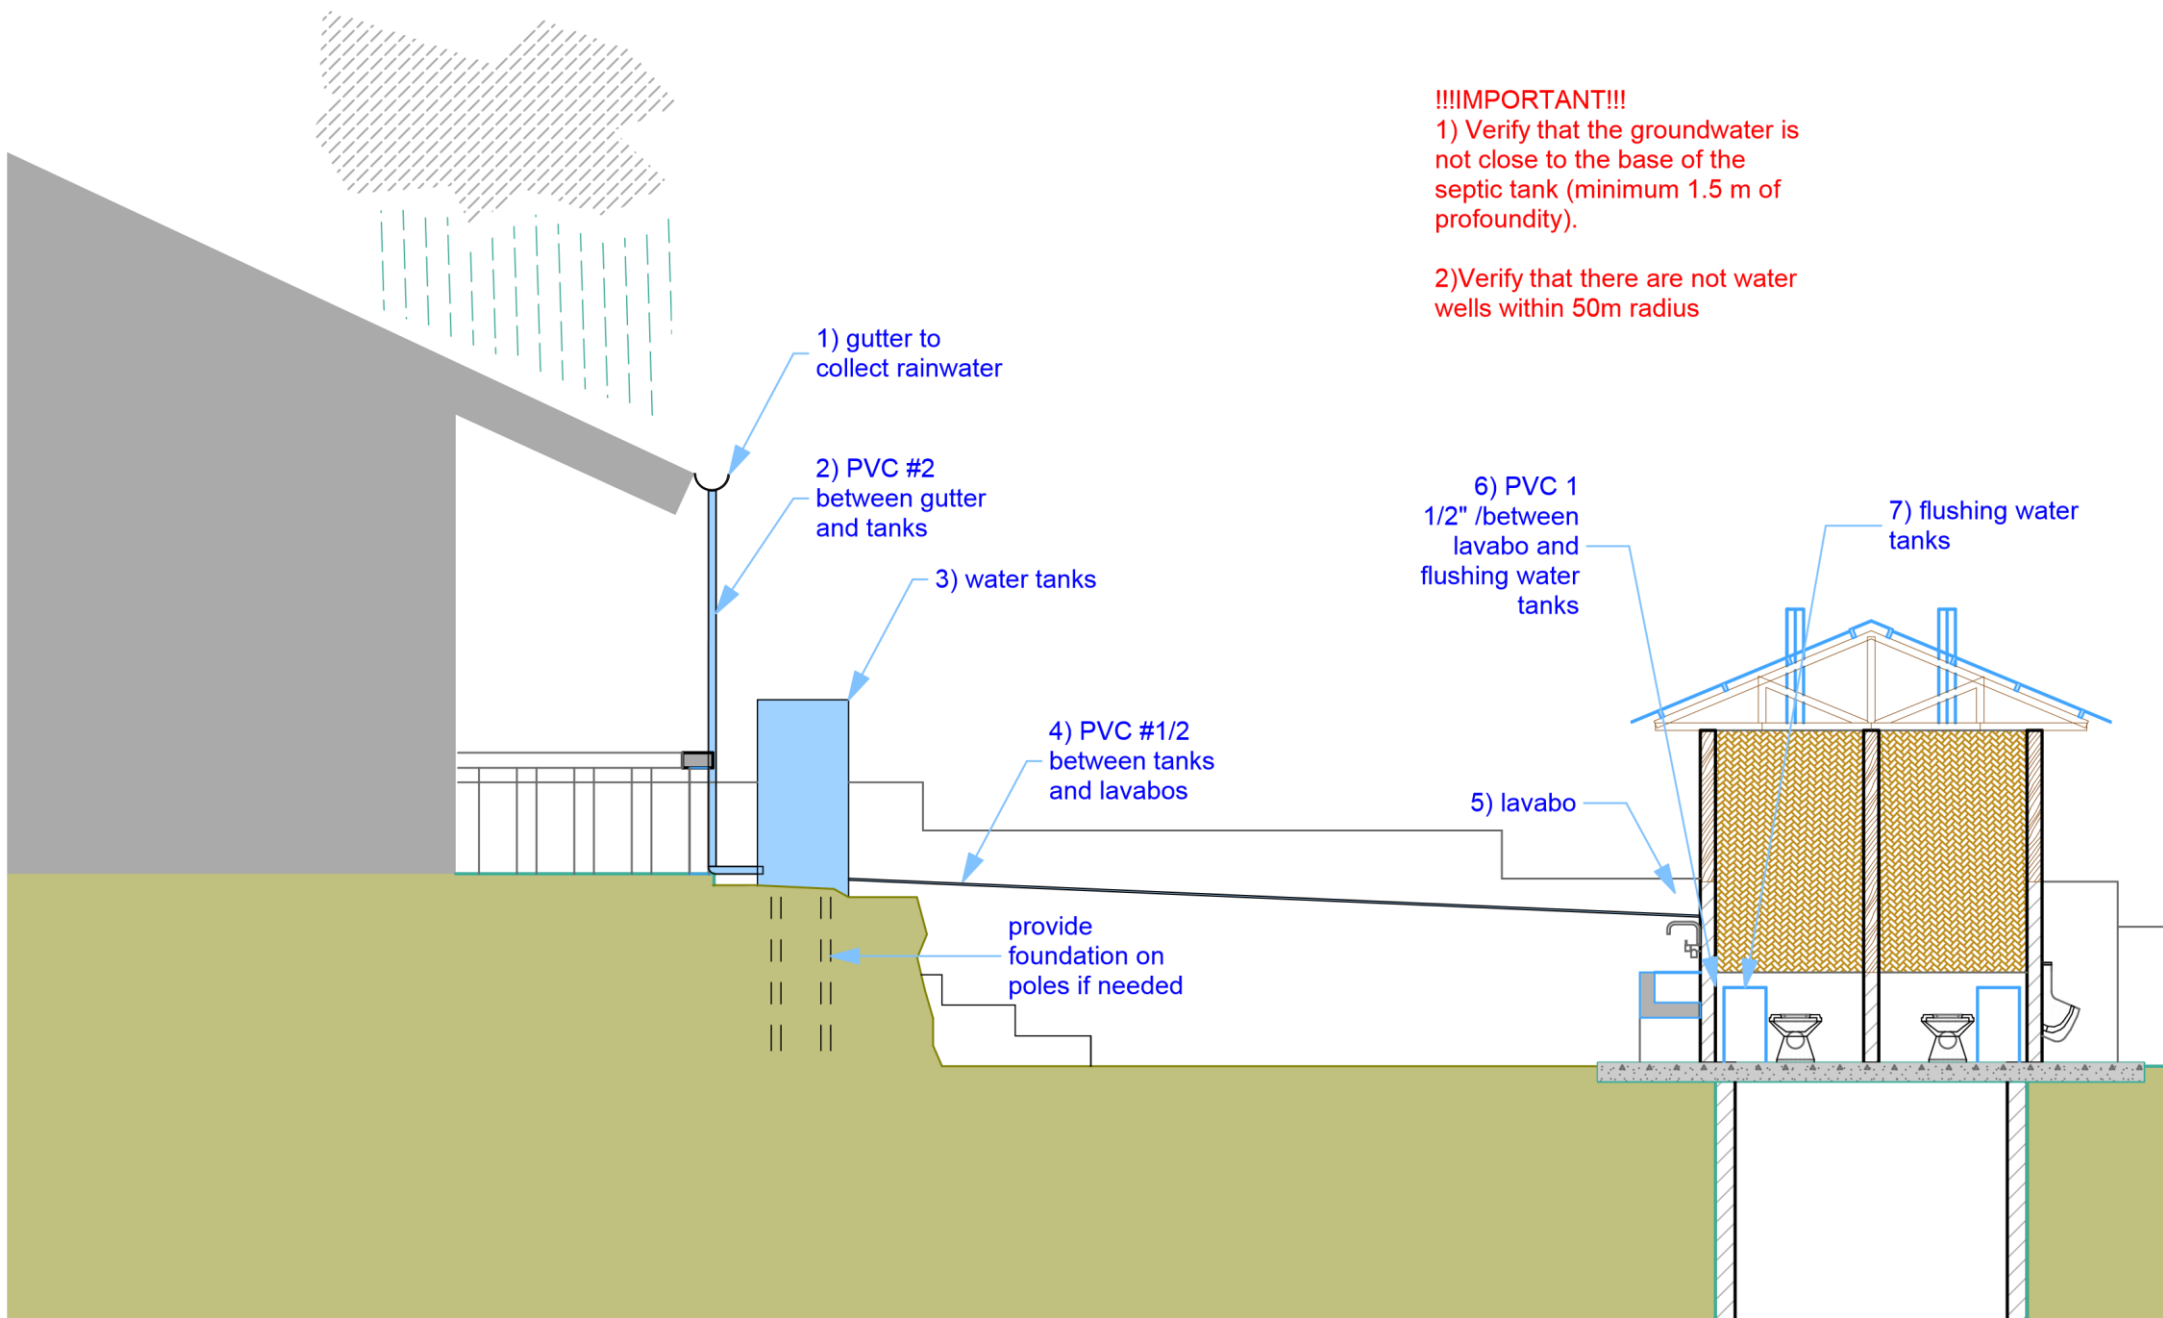 !!!IMPORTANT!!!
1) Verify that the groundwater is
not close to the base of the
septic tank (minimum 1.5 m of
profoundity).
2)Verify that there are not water
wells within 50m radius
1) gutter to
collect rainwater
2) PVC #2
between gutter
and tanks
3) water tanks
4) PVC #1/2
between tanks
and lavabos
provide
foundation on
poles if needed
5) lavabo
6) PVC 1
1/2" /between
lavabo and
flushing water
tanks
7) flushing water
tanks